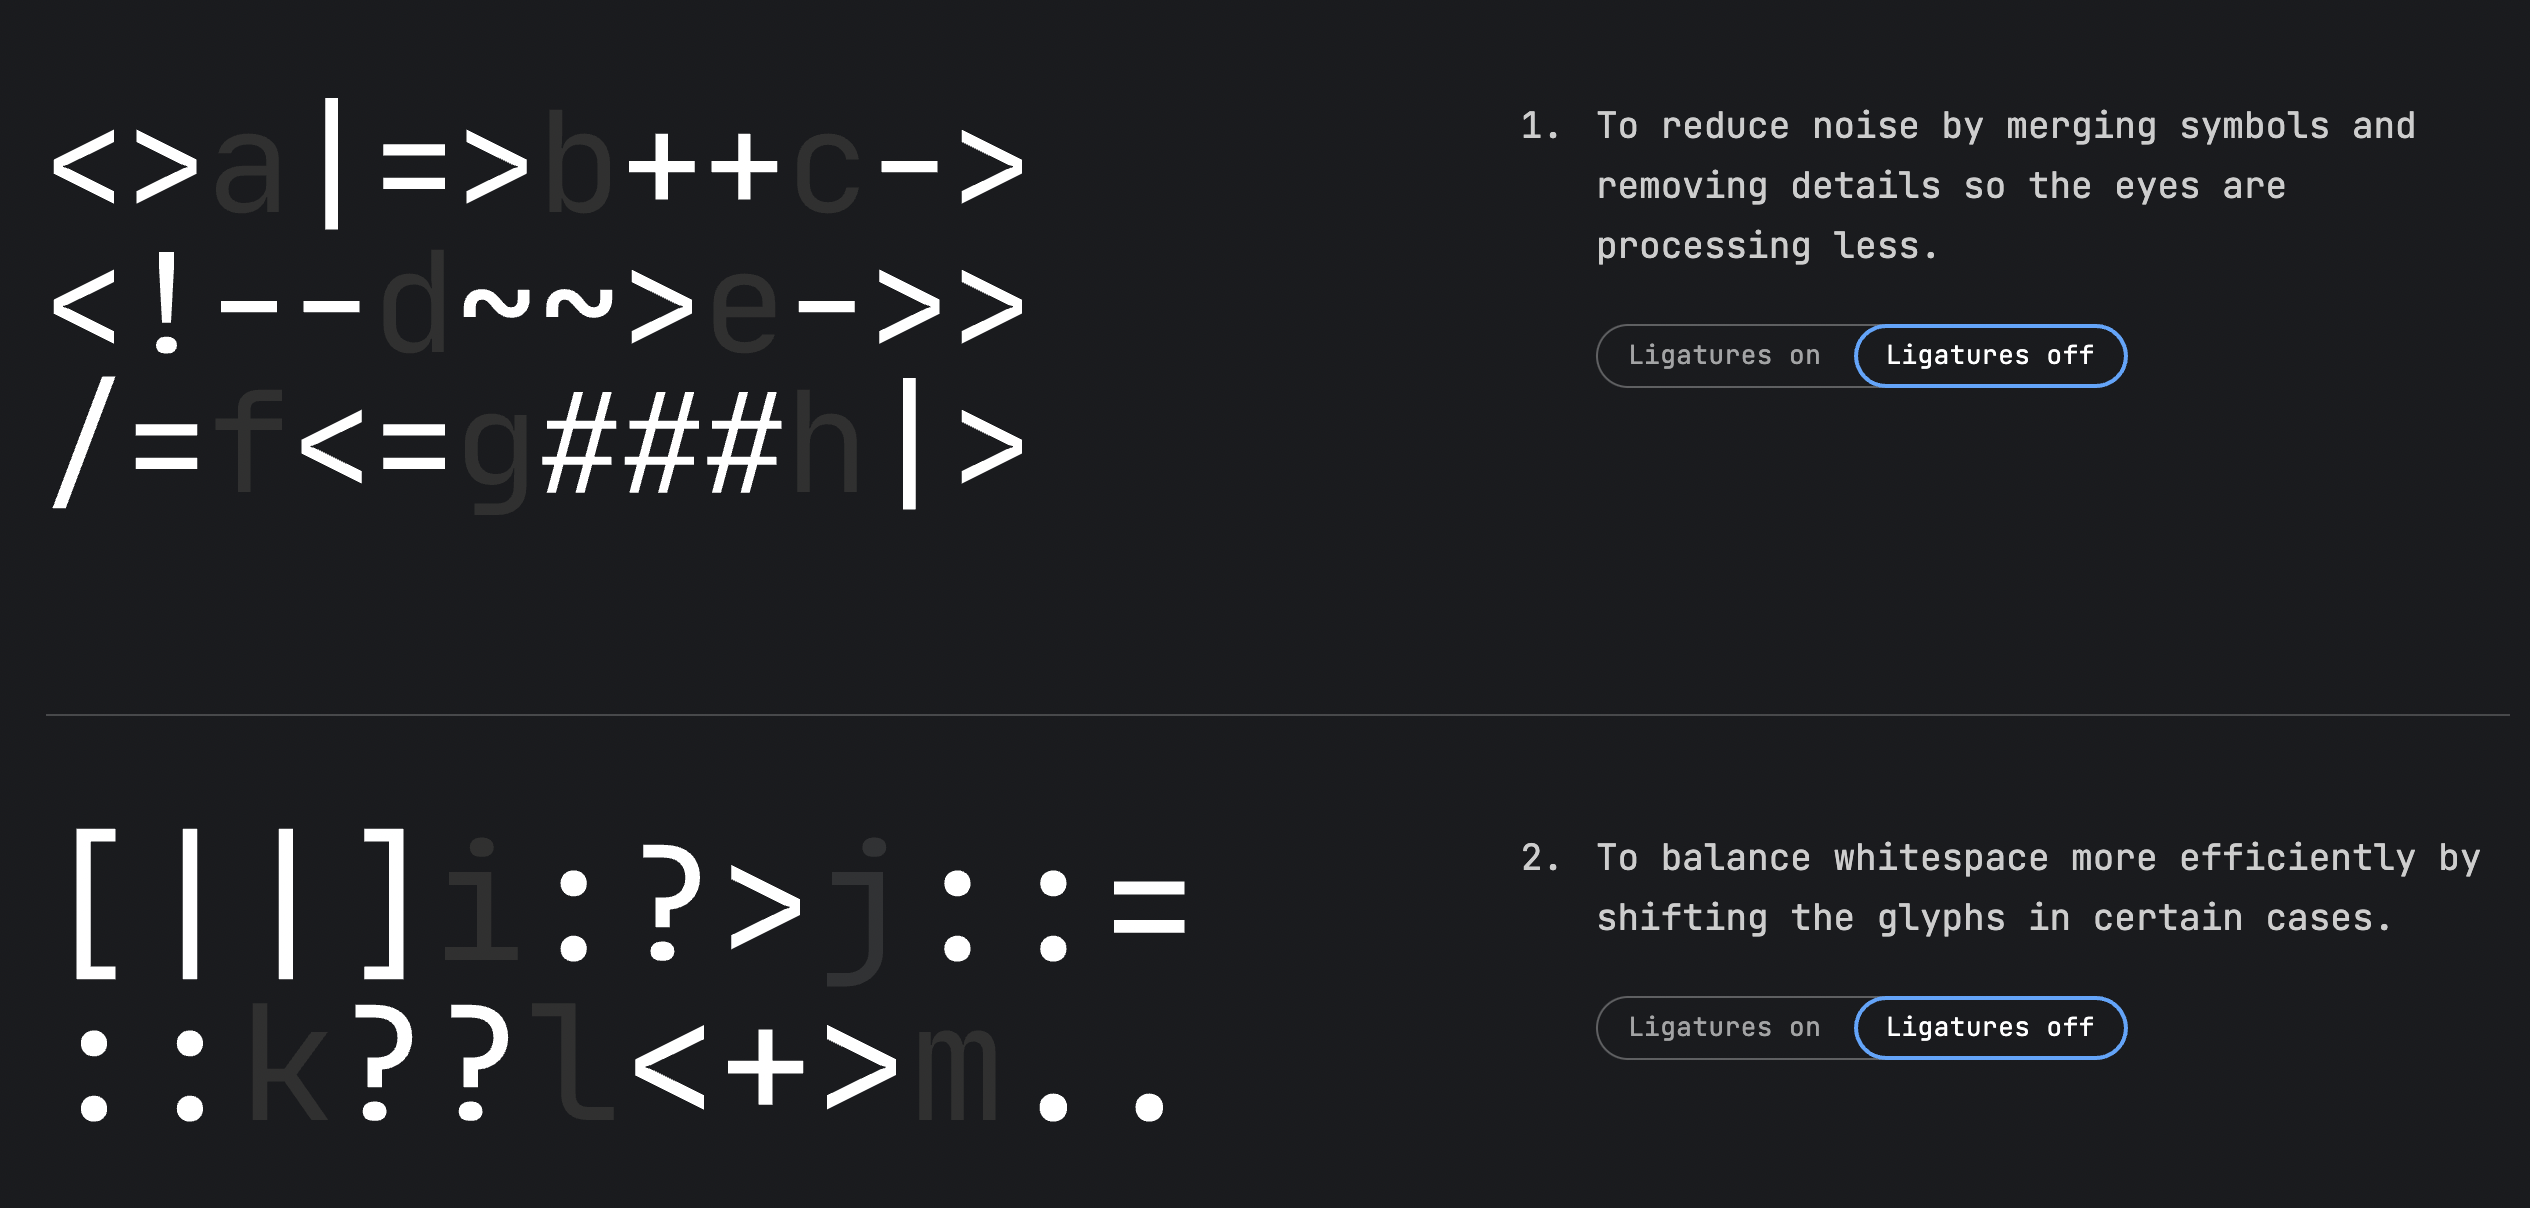 <>a|=>b++c->
<!--d~~>e->>
/=f<=g###h|>
1. To reduce noise by merging symbols and
removing details so the eyes are
processing less.
Ligatures on Ligatures off
[||]i:?>j::=
::k??l<+>m..
2. To balance whitespace more efficiently by
shifting the glyphs in certain cases.
Ligatures on Ligatures off